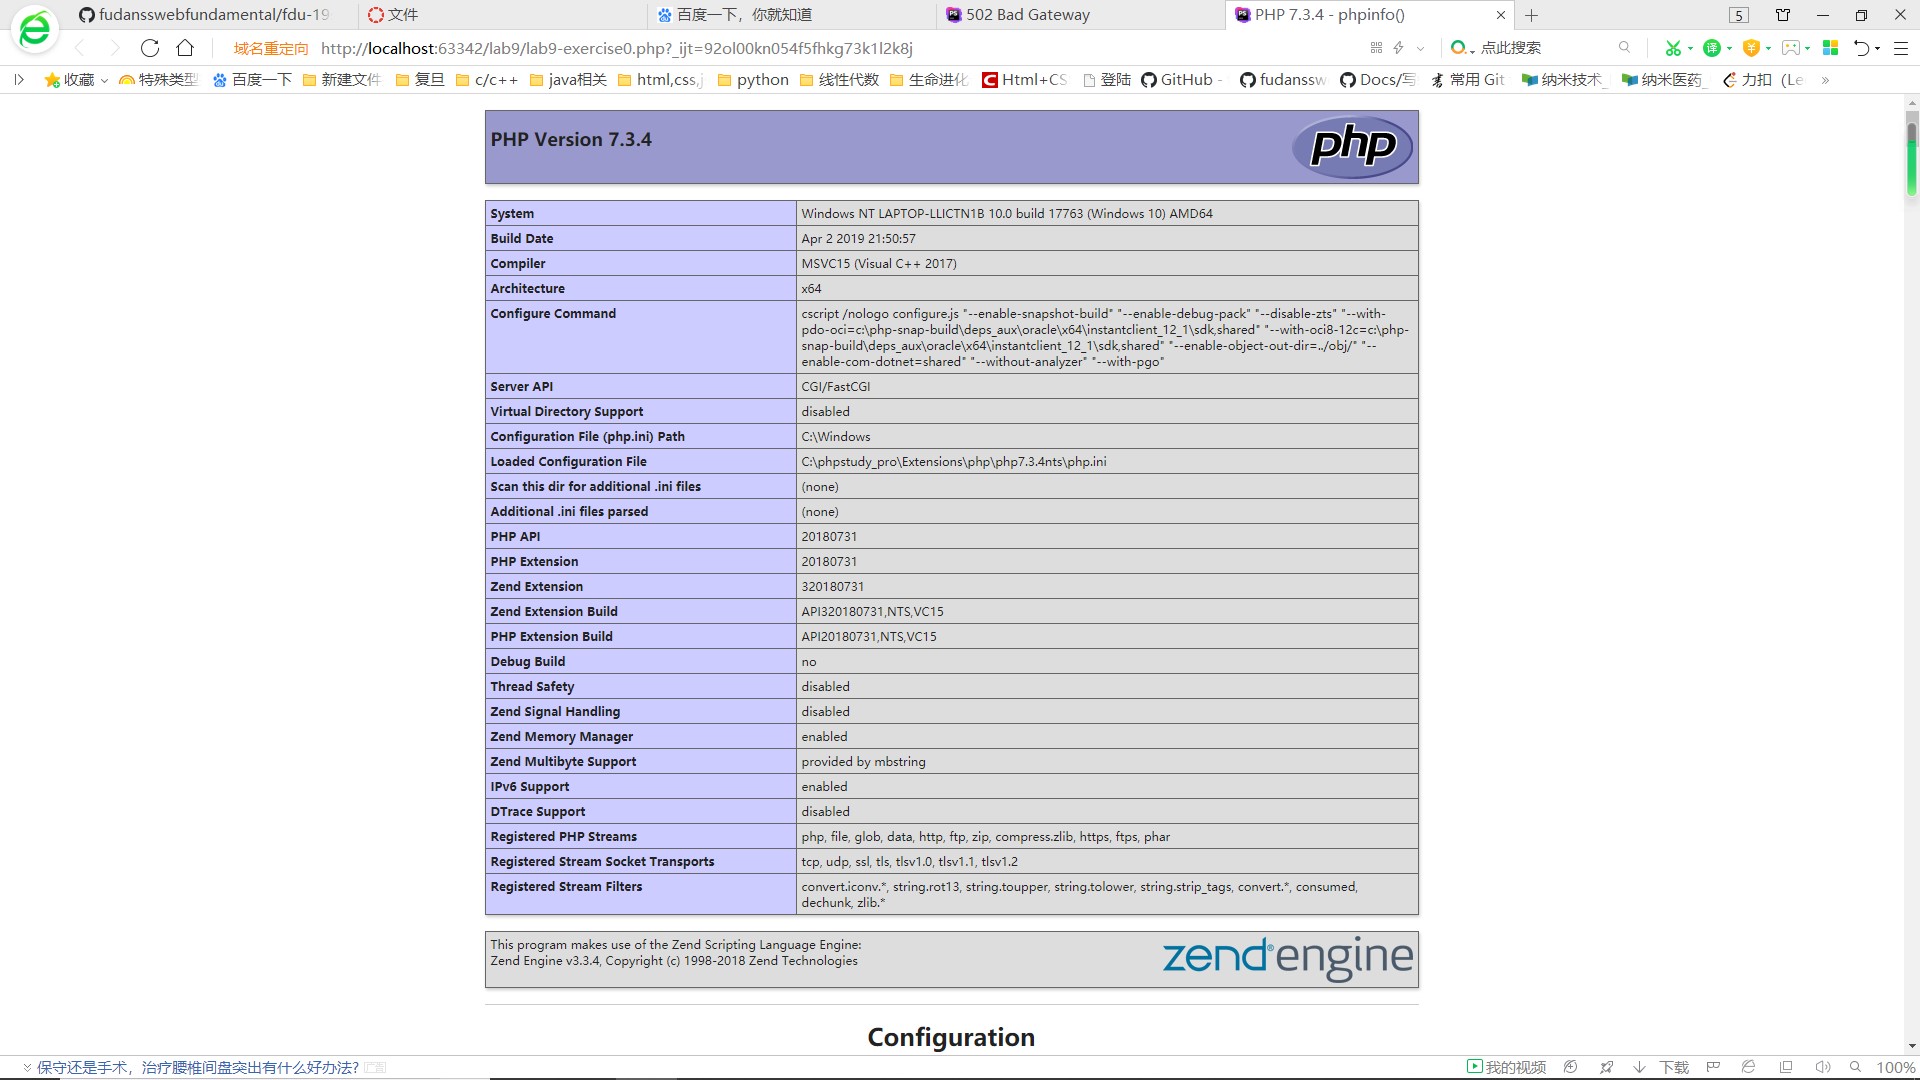 fudansswebfundamental/fdu-19
文件
百度一下，你就知道
502 Bad Gateway
PHP 7.3.4 - phpinfo()
5
域名重定向 http://localhost:63342/lab9/lab9-exercise0.php?_ijt=92ol00kn054f5fhkg73k1l2k8j
点此搜索
收藏 特殊类型 百度一下 新建文件 复旦 c/c++ java相关 html,css,j python 线性代数 生命进化 Html+CS 登陆 GitHub - fudanssw Docs/写 常用 Git 纳米技术_ 纳米医药_ 力扣 (Le »
PHP Version 7.3.4
php
System Windows NT LAPTOP-LLICTN1B 10.0 build 17763 (Windows 10) AMD64
Build Date Apr 2 2019 21:50:57
Compiler MSVC15 (Visual C++ 2017)
Architecture x64
Configure Command cscript /nologo configure.js "--enable-snapshot-build" "--enable-debug-pack" "--disable-zts" "--with-
pdo-oci=c:\php-snap-build\deps_aux\oracle\x64\instantclient_12_1\sdk,shared" "--with-oci8-12c=c:\php-
snap-build\deps_aux\oracle\x64\instantclient_12_1\sdk,shared" "--enable-object-out-dir=../obj/" "--
enable-com-dotnet=shared" "--without-analyzer" "--with-pgo"
Server API CGI/FastCGI
Virtual Directory Support disabled
Configuration File (php.ini) Path C:\Windows
Loaded Configuration File C:\phpstudy_pro\Extensions\php\php7.3.4nts\php.ini
Scan this dir for additional .ini files (none)
Additional .ini files parsed (none)
PHP API 20180731
PHP Extension 20180731
Zend Extension 320180731
Zend Extension Build API320180731,NTS,VC15
PHP Extension Build API20180731,NTS,VC15
Debug Build no
Thread Safety disabled
Zend Signal Handling disabled
Zend Memory Manager enabled
Zend Multibyte Support provided by mbstring
IPv6 Support enabled
DTrace Support disabled
Registered PHP Streams php, file, glob, data, http, ftp, zip, compress.zlib, https, ftps, phar
Registered Stream Socket Transports tcp, udp, ssl, tls, tlsv1.0, tlsv1.1, tlsv1.2
Registered Stream Filters convert.iconv.*, string.rot13, string.toupper, string.tolower, string.strip_tags, convert.*, consumed,
dechunk, zlib.*
This program makes use of the Zend Scripting Language Engine:
Zend Engine v3.3.4, Copyright (c) 1998-2018 Zend Technologies
zend®engine
Configuration
保守还是手术，治疗腰椎间盘突出有什么好办法? 广告
我的视频 下载 100%